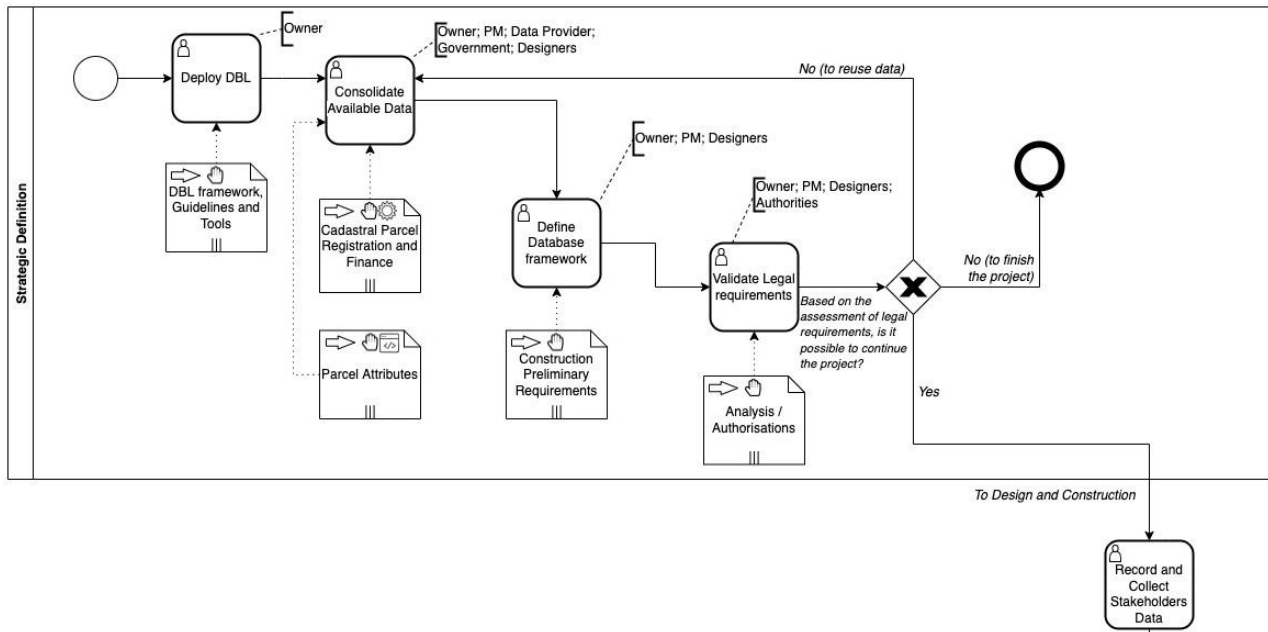 Strategic Definition
Owner
Deploy DBL
DBL framework,
Guidelines and
Tools
Owner; PM; Data Provider;
Government; Designers
Consolidate
Available Data
Cadastral Parcel
Registration and
Finance
Parcel Attributes
</>
Owner; PM; Designers
Define
Database
framework
Construction
Preliminary
Requirements
Owner; PM; Designers;
Authorities
Validate Legal
requirements
Analysis /
Authorisations
Based on the
assessment of legal
requirements, is it
possible to continue
the project?
No (to reuse data)
No (to finish
the project)
Yes
To Design and Construction
Record and
Collect
Stakeholders
Data